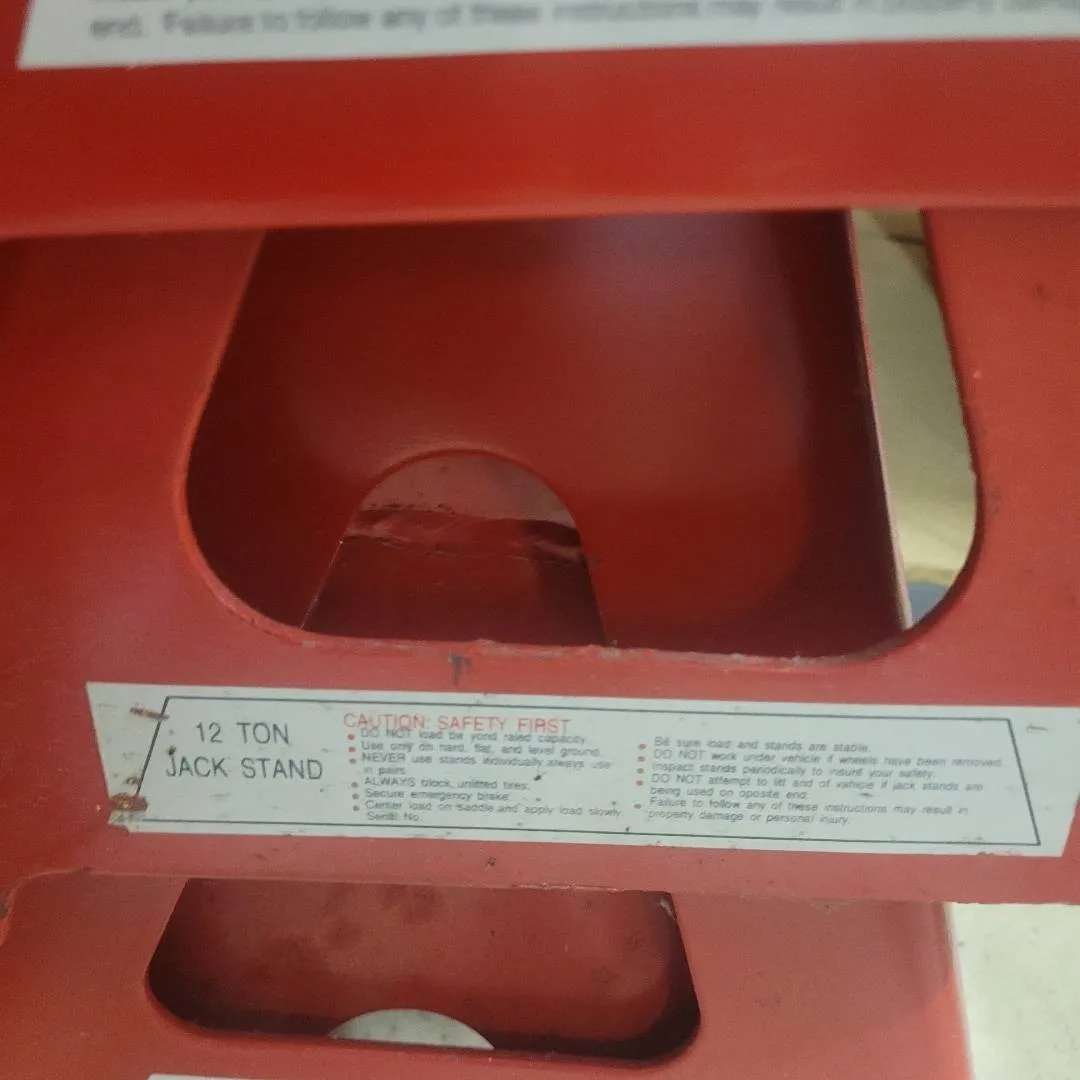 end. Failure to follow any of these instructions may result in property
12 TON
JACK STAND
CAUTION: SAFETY FIRST
• DO NOT load be yond rated capacity.
• Use only on hard, flat, and level ground.
• NEVER use stands individually.always use
in pairs.
• ALWAYS block unlifted tires.
• Secure emergency brake.
• Center load on saddle and apply load slowly.
Serial No.
• Be sure load and stands are stable.
• DO NOT work under vehicle if wheels have been removed.
• Inspect stands periodically to insure your safety.
• DO NOT attempt to lift end of vehicle if jack stands are
being used on oposite end.
• Failure to follow any of these instructions may result in
property damage or personal injury.